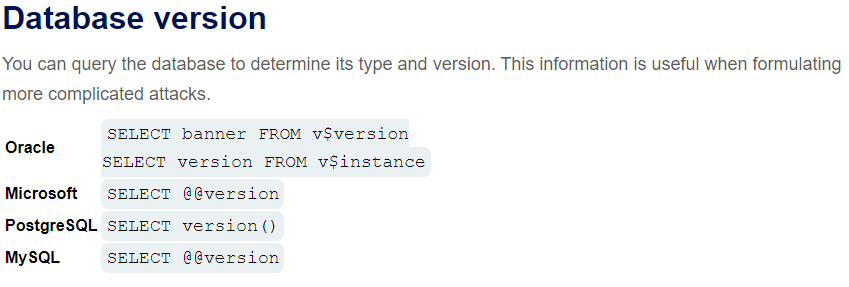 Database version
You can query the database to determine its type and version. This information is useful when formulating
more complicated attacks.
Oracle SELECT banner FROM v$version
SELECT version FROM v$instance
Microsoft SELECT @@version
PostgreSQL SELECT version()
MySQL SELECT @@version